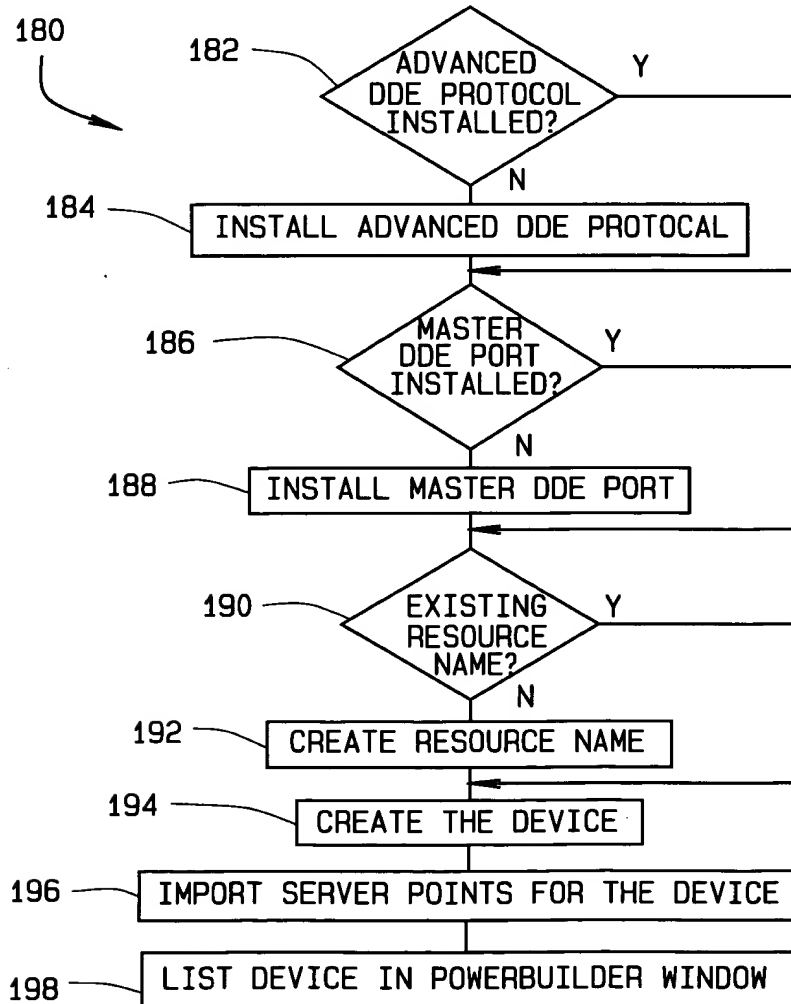 180
182
ADVANCED
DDE PROTOCOL
INSTALLED?
Y
N
184
INSTALL ADVANCED DDE PROTOCAL
186
MASTER
DDE PORT
INSTALLED?
Y
N
188
INSTALL MASTER DDE PORT
190
EXISTING
RESOURCE
NAME?
Y
N
192
CREATE RESOURCE NAME
194
CREATE THE DEVICE
196
IMPORT SERVER POINTS FOR THE DEVICE
198
LIST DEVICE IN POWERBUILDER WINDOW